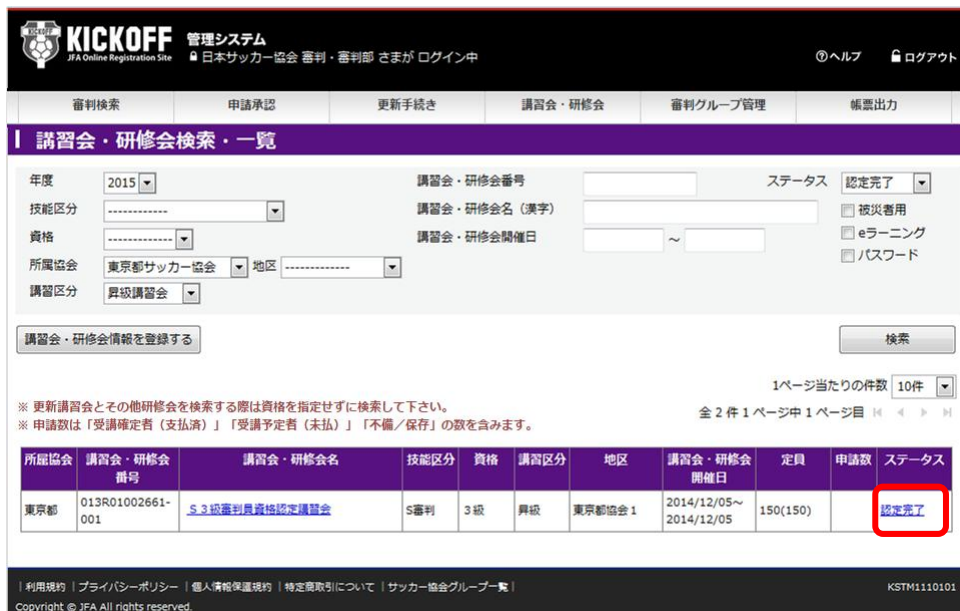 KICKOFF 管理システム
JFA Online Registration Site 日本サッカー協会 審判・審判部 さまが ログイン中 ヘルプ ログアウト
審判検索 申請承認 更新手続き 講習会・研修会 審判グループ管理 帳票出力
講習会・研修会検索・一覧
年度 2015 講習会・研修会番号 ステータス 認定完了
技能区分 ------------ 講習会・研修会名（漢字） 被災者用
資格 ------------ 講習会・研修会開催日 ～ eラーニング
所属協会 東京都サッカー協会 地区 ------------ パスワード
講習区分 昇級講習会
講習会・研修会情報を登録する 検索
1ページ当たりの件数 10件
※ 更新講習会とその他研修会を検索する際は資格を指定せずに検索して下さい。
全 2 件 1 ページ中 1 ページ目
※ 申請数は「受講確定者（支払済）」「受講予定者（未払）」「不備／保存」の数を含みます。
所属協会 講習会・研修会番号 講習会・研修会名 技能区分 資格 講習区分 地区 講習会・研修会開催日 定員 申請数 ステータス
東京都 013R01002661-001 S３級審判員資格認定講習会 S審判 3級 昇級 東京都協会1 2014/12/05～2014/12/05 150(150) 認定完了
| 利用規約 | プライバシーポリシー | 個人情報保護規約 | 特定商取引について | サッカー協会グループ一覧 | KSTM1110101
Copyright © JFA All rights reserved.